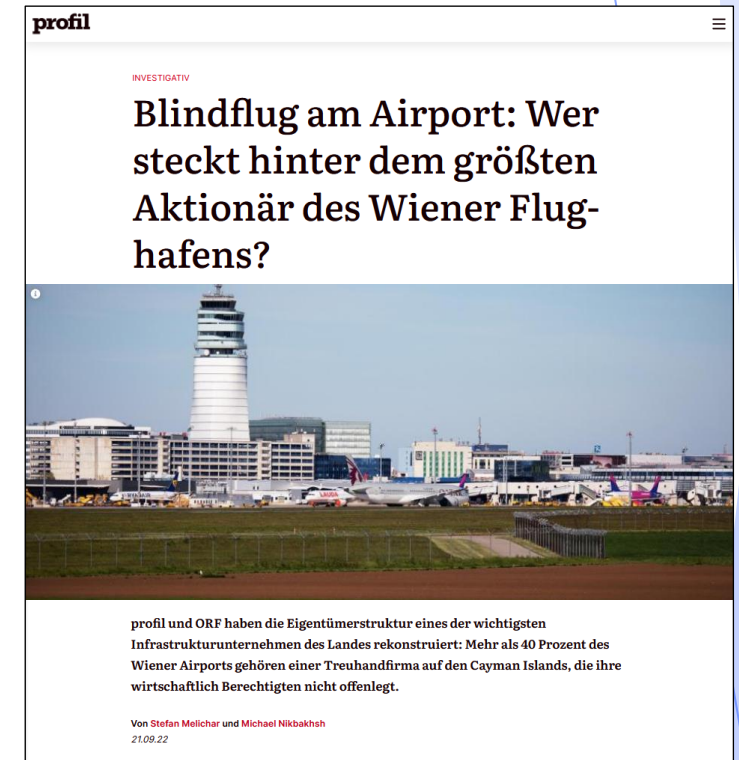 profil
INVESTIGATIV
Blindflug am Airport: Wer
steckt hinter dem größten
Aktionär des Wiener Flug-
hafens?
LAUDA
profil und ORF haben die Eigentümerstruktur eines der wichtigsten
Infrastrukturunternehmen des Landes rekonstruiert: Mehr als 40 Prozent des
Wiener Airports gehören einer Treuhandfirma auf den Cayman Islands, die ihre
wirtschaftlich Berechtigten nicht offenlegt.
Von Stefan Melichar und Michael Nikbakhsh
21.09.22